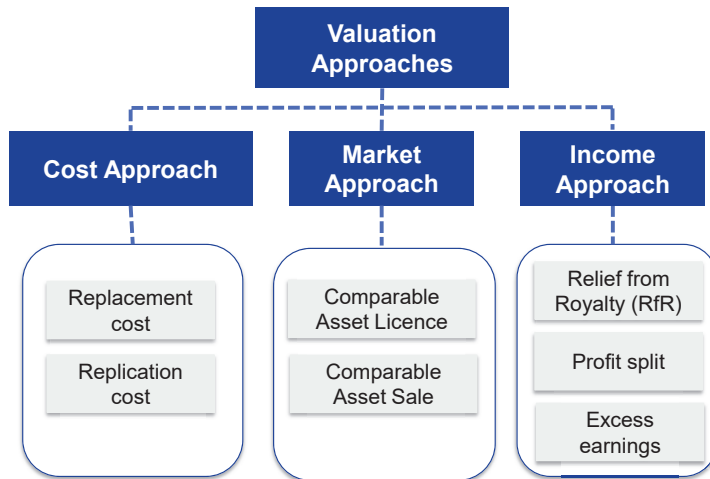 Valuation
Approaches
Cost Approach
Market
Approach
Income
Approach
Replacement
cost
Replication
cost
Comparable
Asset Licence
Comparable
Asset Sale
Relief from
Royalty (RfR)
Profit split
Excess
earnings